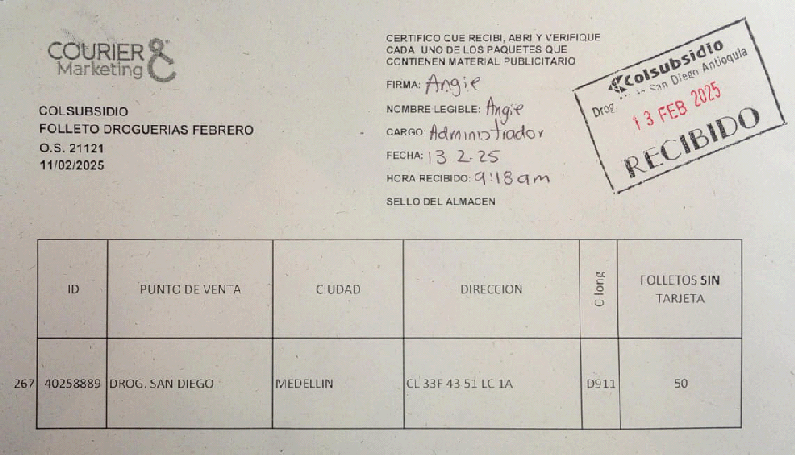 COURIER
Marketing
COLSUBSIDIO
FOLLETO DROGUERIAS FEBRERO
O.S. 21121
11/02/2025
CERTIFICO QUE RECIBI, ABRI Y VERIFIQUE
CADA UNO DE LOS PAQUETES QUE
CONTIENEN MATERIAL PUBLICITARIO
FIRMA: Angie
NOMBRE LEGIBLE: Angie
CARGO Administrador
FECHA: 13 2.25
HORA RECIBIDO: 9:13am
SELLO DEL ALMACEN
Colsubsidio
San Diego Antioquia
13 FEB 2025
RECIBIDO
ID PUNTO DE VENTA CIUDAD DIRECCION FOLLETOS SIN
TARJETA
267 40258889 DROG. SAN DIEGO MEDELLIN CL 33F 43 51 LC 1A D911 50